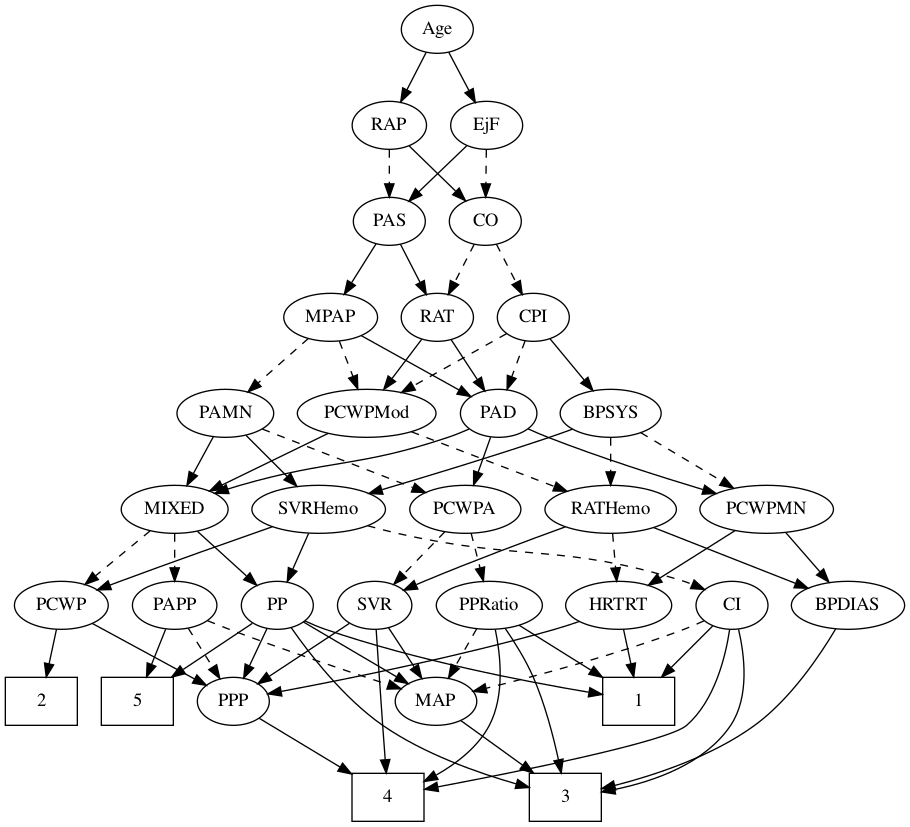 Age
RAP EjF
PAS CO
MPAP RAT CPI
PAMN PCWPMod PAD BPSYS
MIXED SVRHemo PCWPA RATHemo PCWPMN
PCWP PAPP PP SVR PPRatio HRTRT CI BPDIAS
2 5 PPP MAP 1
4 3